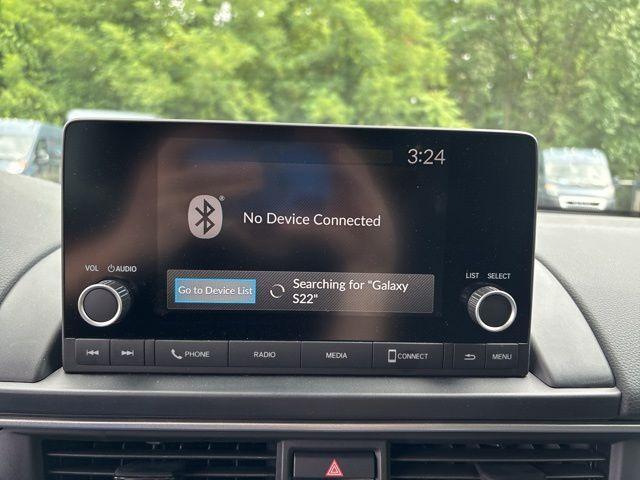 3:24
No Device Connected
Go to Device List
Searching for "Galaxy
S22"
VOL AUDIO
LIST SELECT
PHONE RADIO MEDIA CONNECT MENU